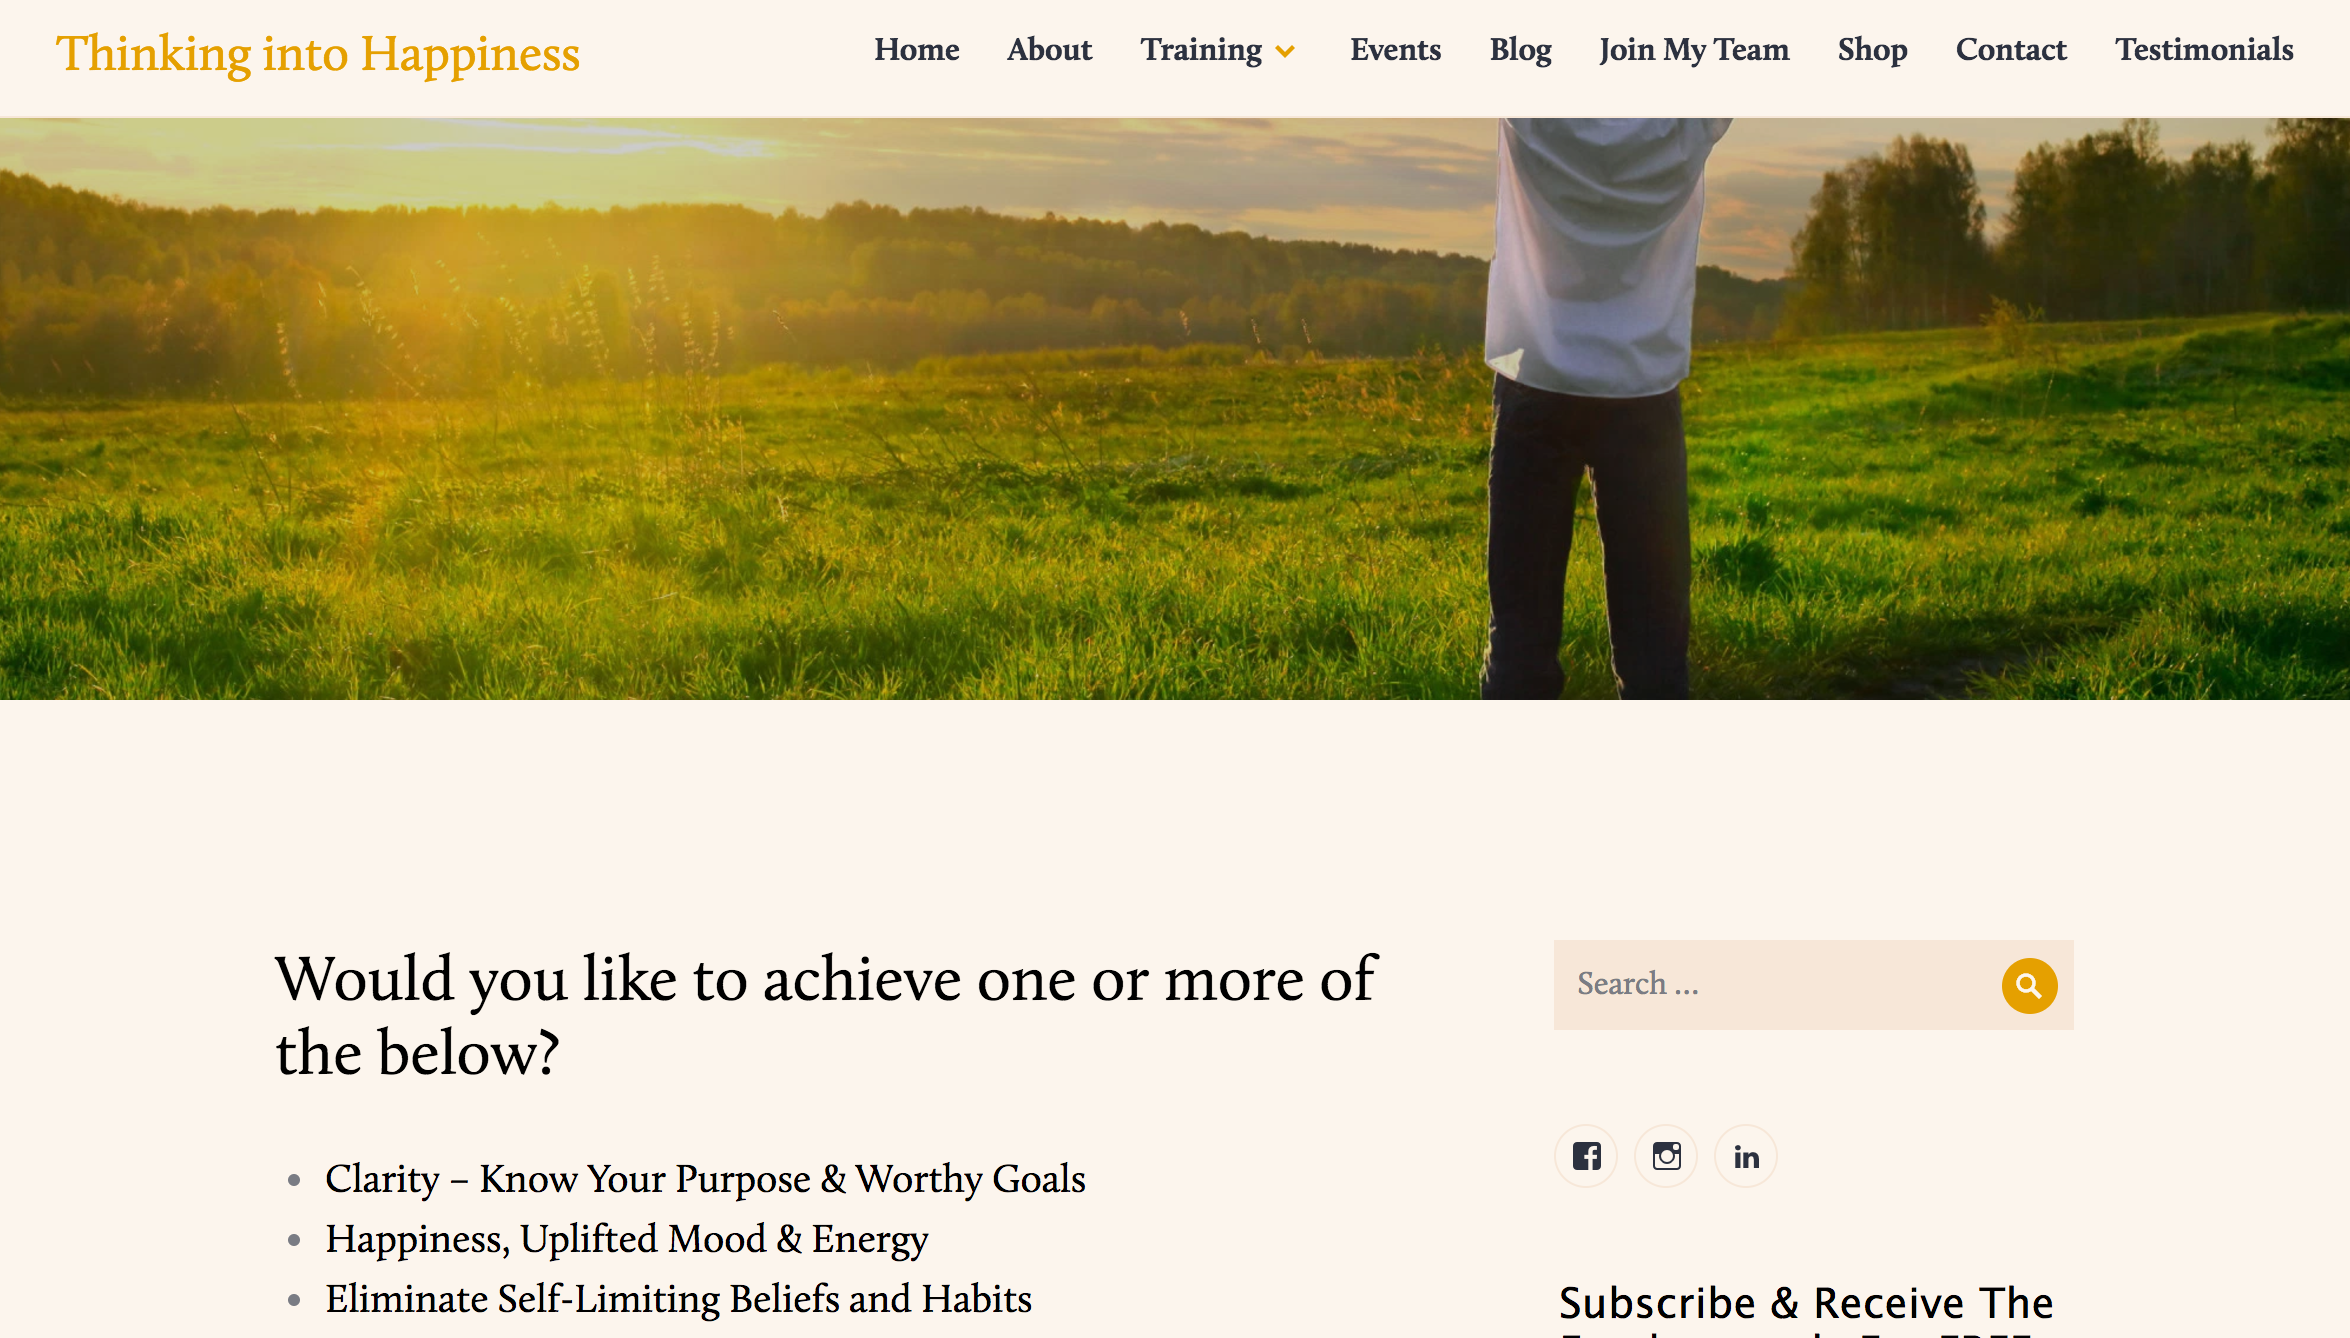 Thinking into Happiness
Home About Training Events Blog Join My Team Shop Contact Testimonials
Would you like to achieve one or more of
the below?
Clarity – Know Your Purpose & Worthy Goals
Happiness, Uplifted Mood & Energy
Eliminate Self-Limiting Beliefs and Habits
Search ...
in
Subscribe & Receive The